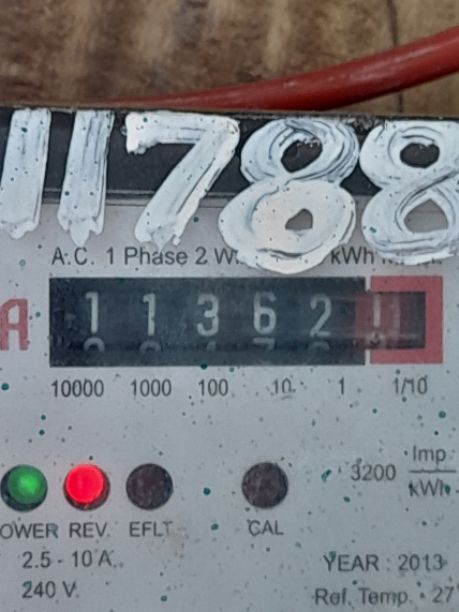 11788
A.C. 1 Phase 2 W kWh
A 1 1 3 6 2 1
10000 1000 100 10 1 1/10
3200 Imp
kWh
OWER REV. EFLT CAL
2.5 - 10 A.
240 V.
YEAR : 2013
Ref. Temp. 27